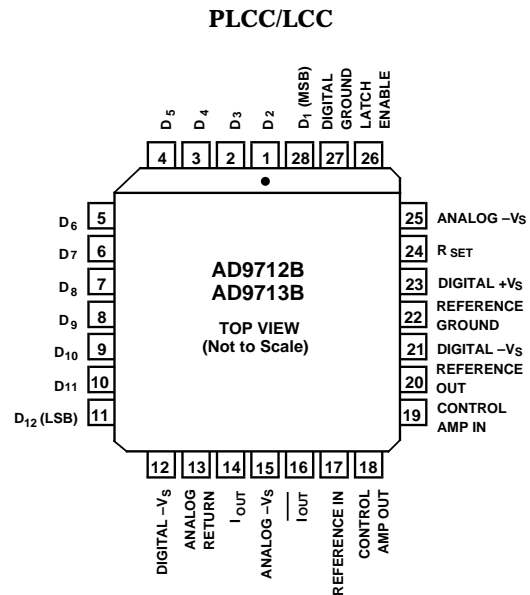 PLCC/LCC
D5
D4
D3
D2
D1 (MSB)
DIGITAL
GROUND
LATCH
ENABLE
4
3
2
1
28
27
26
D6
5
D7
6
D8
7
D9
8
D10
9
D11
10
D12 (LSB)
11
AD9712B
AD9713B
TOP VIEW
(Not to Scale)
25
ANALOG –VS
24
R SET
23
DIGITAL +VS
22
REFERENCE
GROUND
21
DIGITAL –VS
20
REFERENCE
OUT
19
CONTROL
AMP IN
12
13
14
15
16
17
18
DIGITAL –VS
ANALOG
RETURN
IOUT
ANALOG –VS
IOUT
REFERENCE IN
CONTROL
AMP OUT